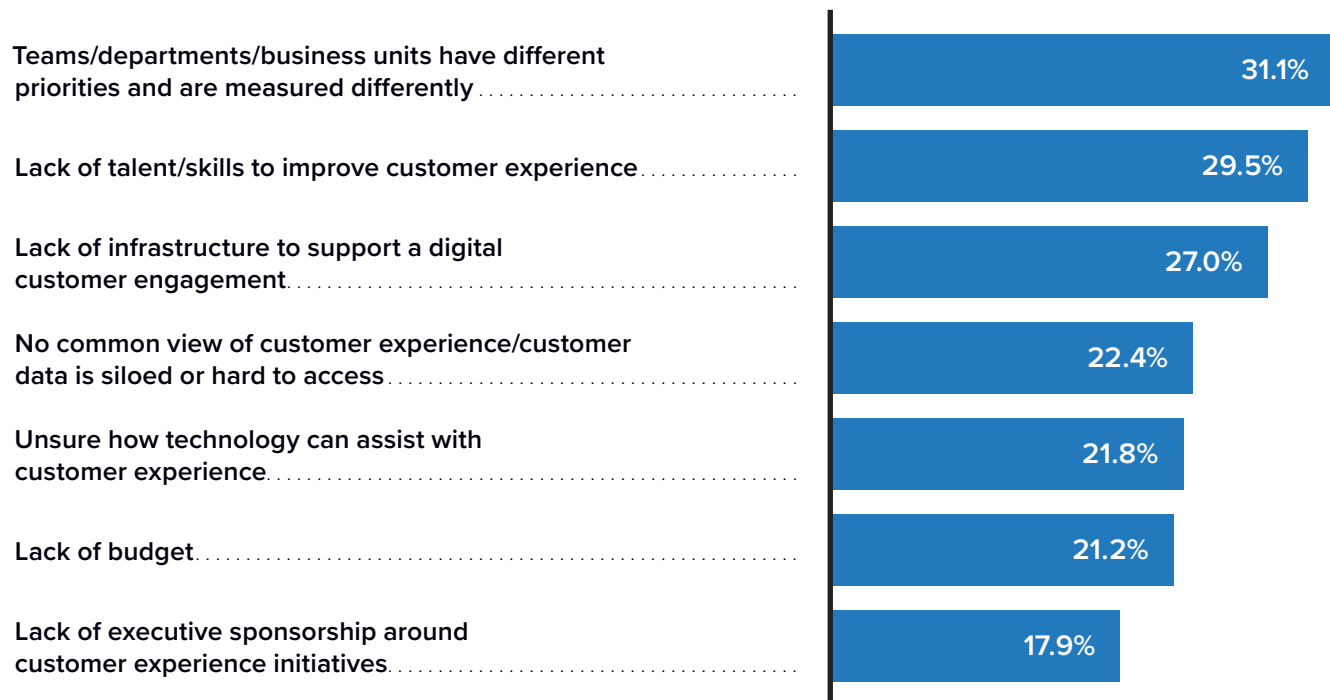 Teams/departments/business units have different
priorities and are measured differently 31.1%
Lack of talent/skills to improve customer experience 29.5%
Lack of infrastructure to support a digital
customer engagement 27.0%
No common view of customer experience/customer
data is siloed or hard to access 22.4%
Unsure how technology can assist with
customer experience 21.8%
Lack of budget 21.2%
Lack of executive sponsorship around
customer experience initiatives 17.9%